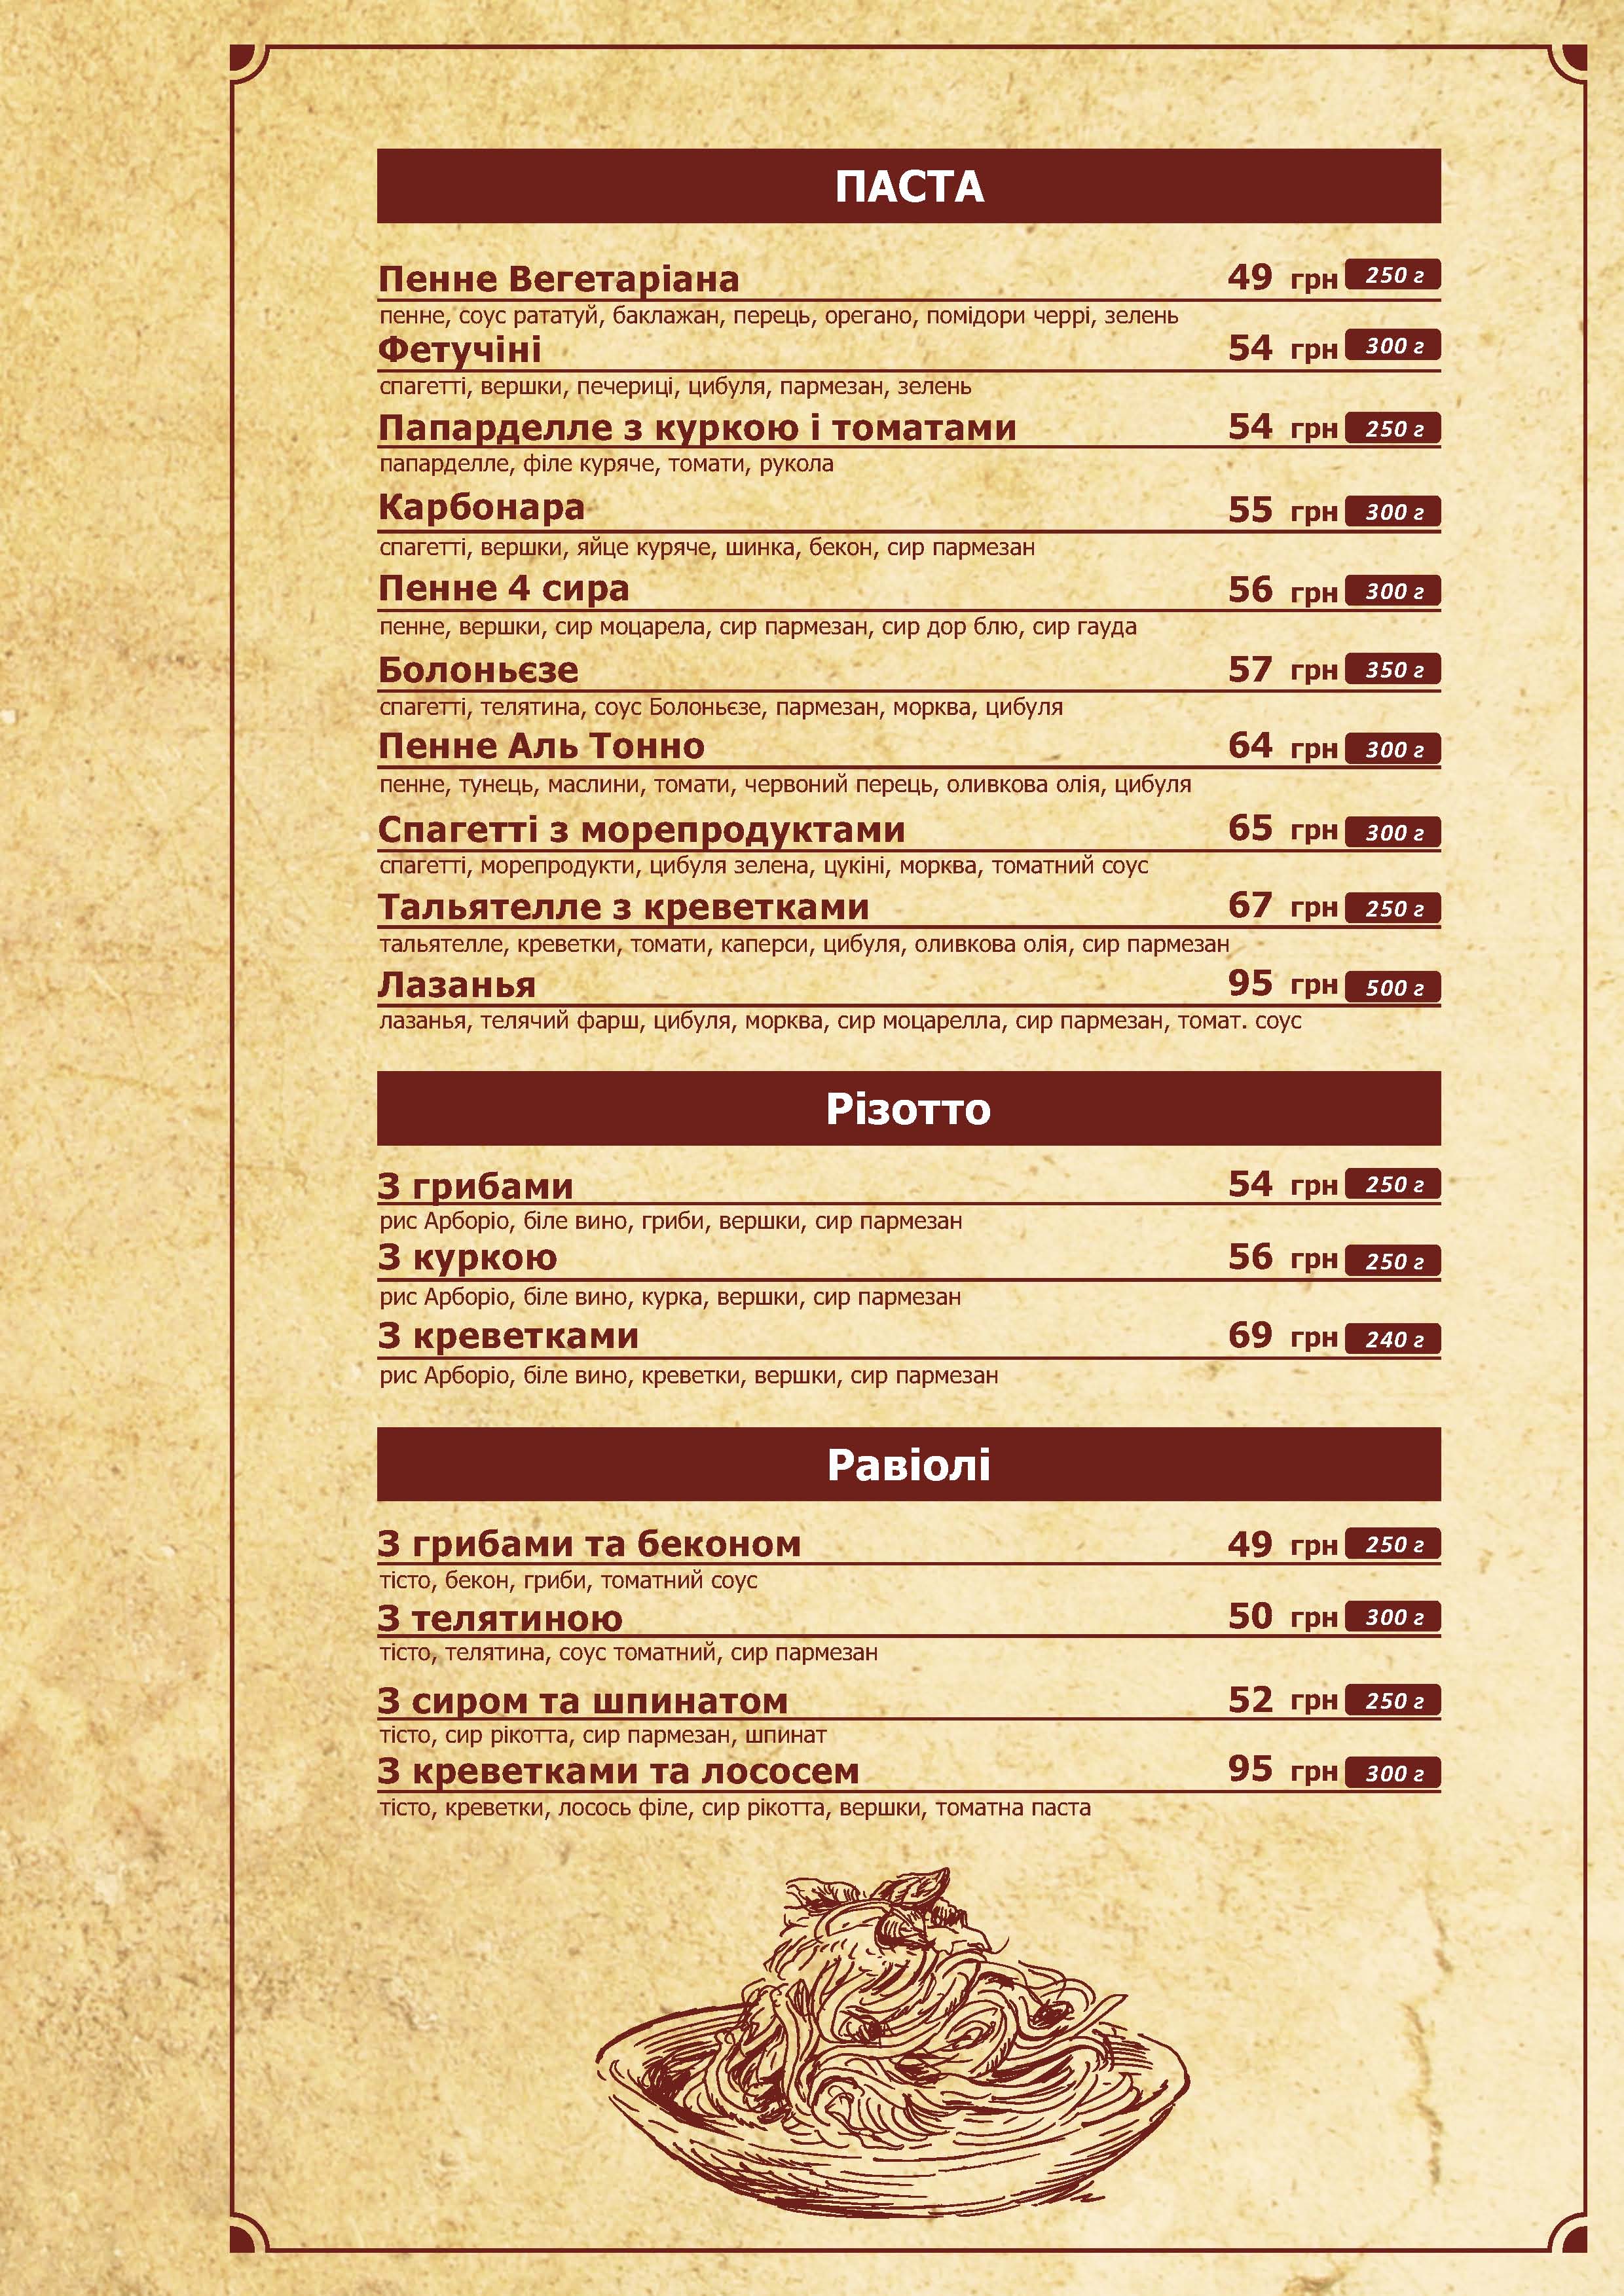 ПАСТА
Пенне Вегетаріана 49 грн 250 г
пенне, соус рататуй, баклажан, перець, орегано, помідори черрі, зелень
Фетучіні 54 грн 300 г
спагетті, вершки, печериці, цибуля, пармезан, зелень
Папарделле з куркою і томатами 54 грн 250 г
папарделле, філе куряче, томати, рукола
Карбонара 55 грн 300 г
спагетті, вершки, яйце куряче, шинка, бекон, сир пармезан
Пенне 4 сира 56 грн 300 г
пенне, вершки, сир моцарела, сир пармезан, сир дор блю, сир гауда
Болоньєзе 57 грн 350 г
спагетті, телятина, соус Болоньєзе, пармезан, морква, цибуля
Пенне Аль Тонно 64 грн 300 г
пенне, тунець, маслини, томати, червоний перець, оливкова олія, цибуля
Спагетті з морепродуктами 65 грн 300 г
спагетті, морепродукти, цибуля зелена, цукіні, морква, томатний соус
Тальятелле з креветками 67 грн 250 г
тальятелле, креветки, томати, каперси, цибуля, оливкова олія, сир пармезан
Лазанья 95 грн 500 г
лазанья, телячий фарш, цибуля, морква, сир моцарелла, сир пармезан, томат. соус
Різотто
З грибами 54 грн 250 г
рис Арборіо, біле вино, гриби, вершки, сир пармезан
З куркою 56 грн 250 г
рис Арборіо, біле вино, курка, вершки, сир пармезан
З креветками 69 грн 240 г
рис Арборіо, біле вино, креветки, вершки, сир пармезан
Равіолі
З грибами та беконом 49 грн 250 г
тісто, бекон, гриби, томатний соус
З телятиною 50 грн 300 г
тісто, телятина, соус томатний, сир пармезан
З сиром та шпинатом 52 грн 250 г
тісто, сир рікотта, сир пармезан, шпинат
З креветками та лососем 95 грн 300 г
тісто, креветки, лосось філе, сир рікотта, вершки, томатна паста